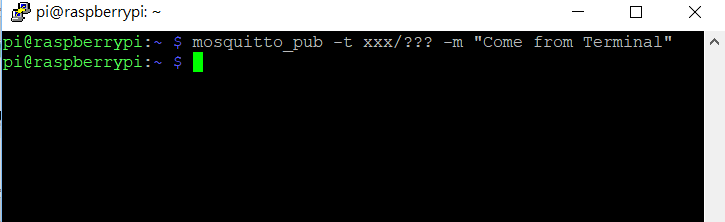 pi@raspberrypi: ~
pi@raspberrypi:~ $ mosquitto_pub -t xxx/??? -m "Come from Terminal"
pi@raspberrypi:~ $